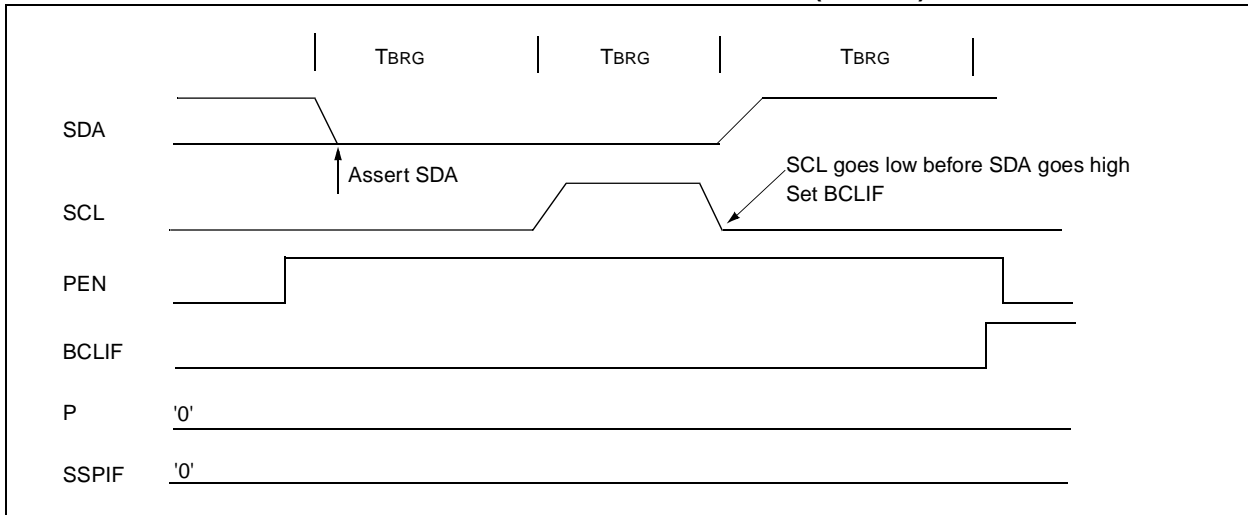 TBRG TBRG TBRG
SDA
Assert SDA
SCL goes low before SDA goes high
Set BCLIF
SCL
PEN
BCLIF
P '0'
SSPIF '0'